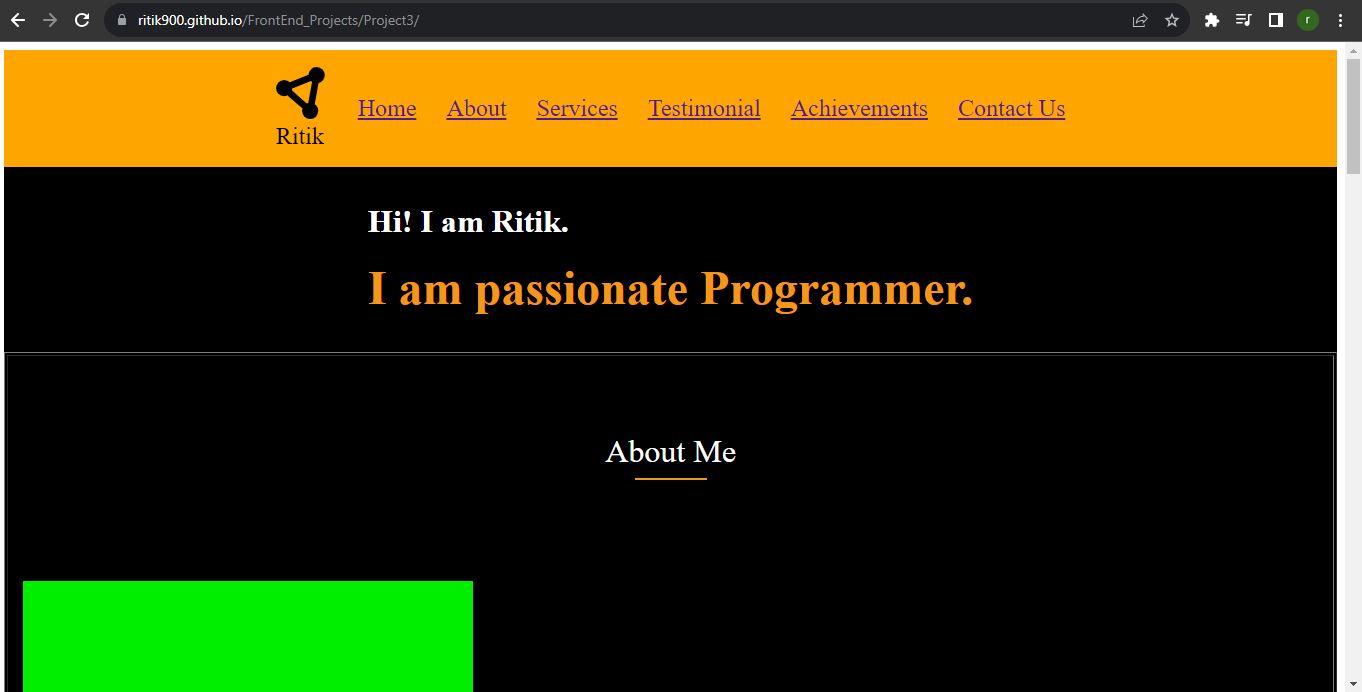 ritik900.github.io/FrontEnd_Projects/Project3/
r
Ritik
Home About Services Testimonial Achievements Contact Us
Hi! I am Ritik.
I am passionate Programmer.
About Me